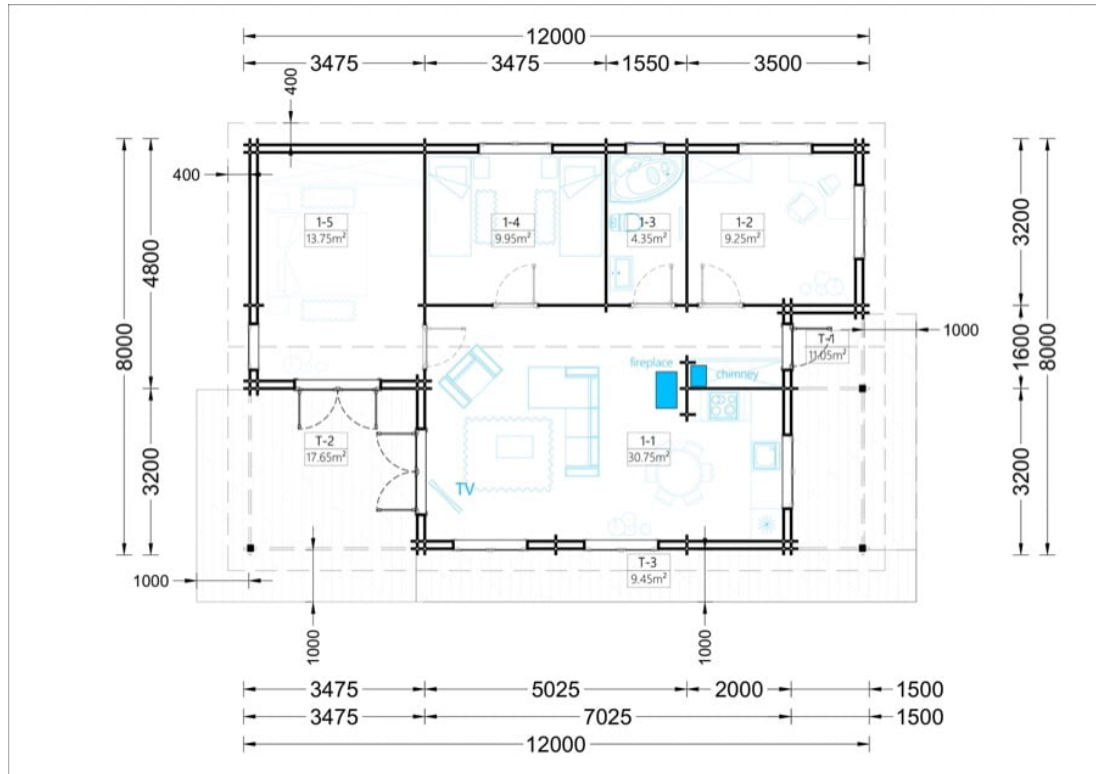 12000
3475 3475 1550 3500
400
400
8000
4800
3200
3200
1600
3200
8000
1-5
13.75m²
1-4
9.95m²
1-3
4.35m²
1-2
9.25m²
T-1
11.05m²
1000
fireplace
chimney
T-2
17.65m²
1-1
30.75m²
TV
T-3
9.45m²
1000
1000
1000
3475 5025 2000 1500
3475 7025 1500
12000